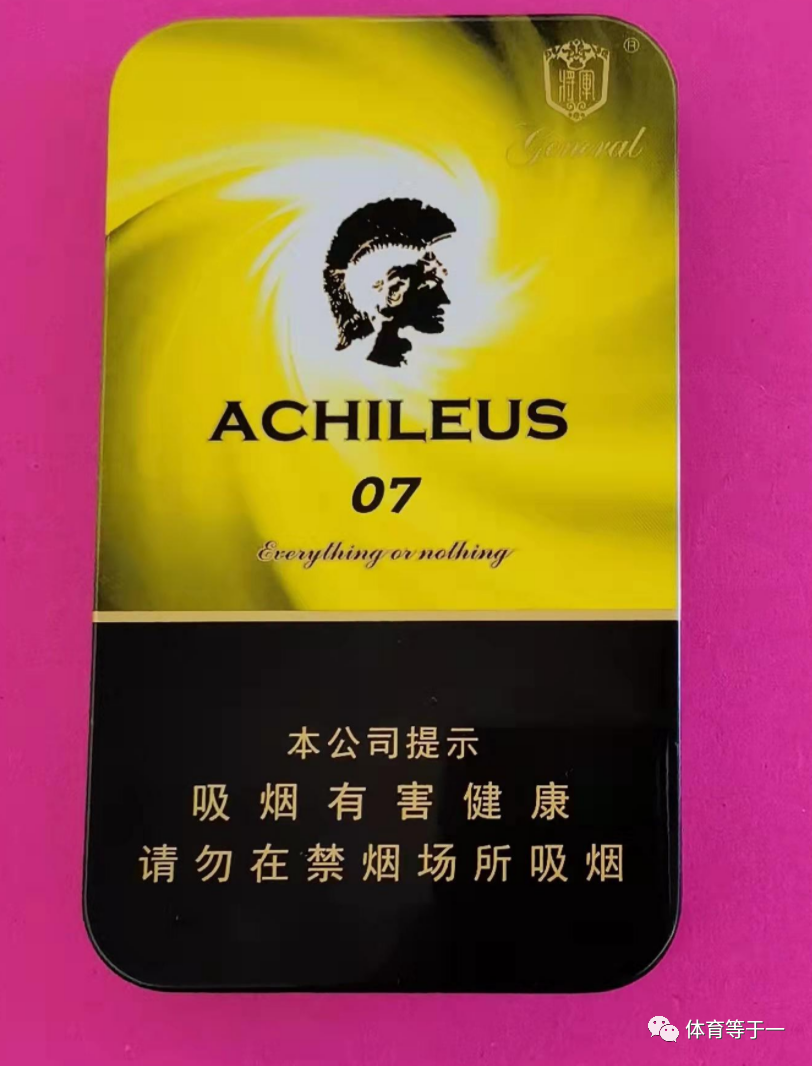 将軍
General
ACHILEUS
07
Everything or nothing
本公司提示
吸烟有害健康
请勿在禁烟场所吸烟
体育等于一